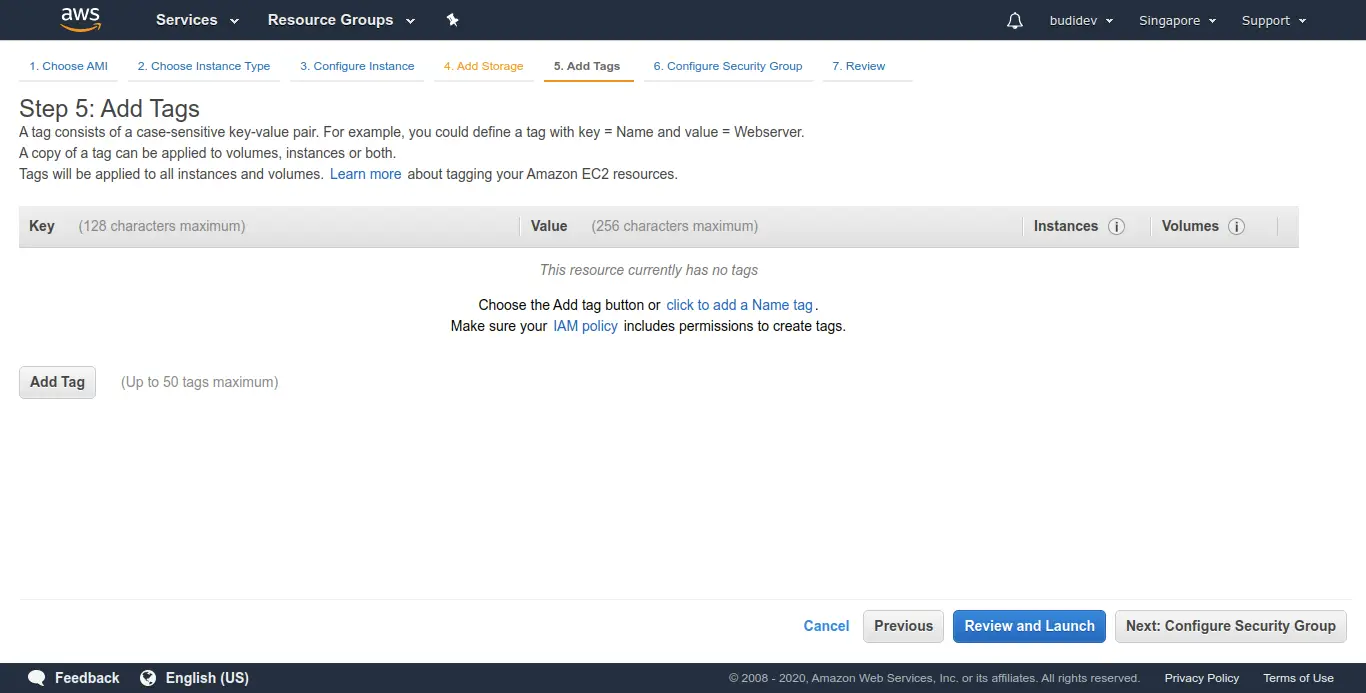 aws Services Resource Groups budidev Singapore Support
1. Choose AMI 2. Choose Instance Type 3. Configure Instance 4. Add Storage 5. Add Tags 6. Configure Security Group 7. Review
Step 5: Add Tags
A tag consists of a case-sensitive key-value pair. For example, you could define a tag with key = Name and value = Webserver.
A copy of a tag can be applied to volumes, instances or both.
Tags will be applied to all instances and volumes. Learn more about tagging your Amazon EC2 resources.
Key (128 characters maximum) Value (256 characters maximum) Instances i Volumes i
This resource currently has no tags
Choose the Add tag button or click to add a Name tag.
Make sure your IAM policy includes permissions to create tags.
Add Tag (Up to 50 tags maximum)
Cancel Previous Review and Launch Next: Configure Security Group
Feedback English (US) © 2008 - 2020, Amazon Web Services, Inc. or its affiliates. All rights reserved. Privacy Policy Terms of Use